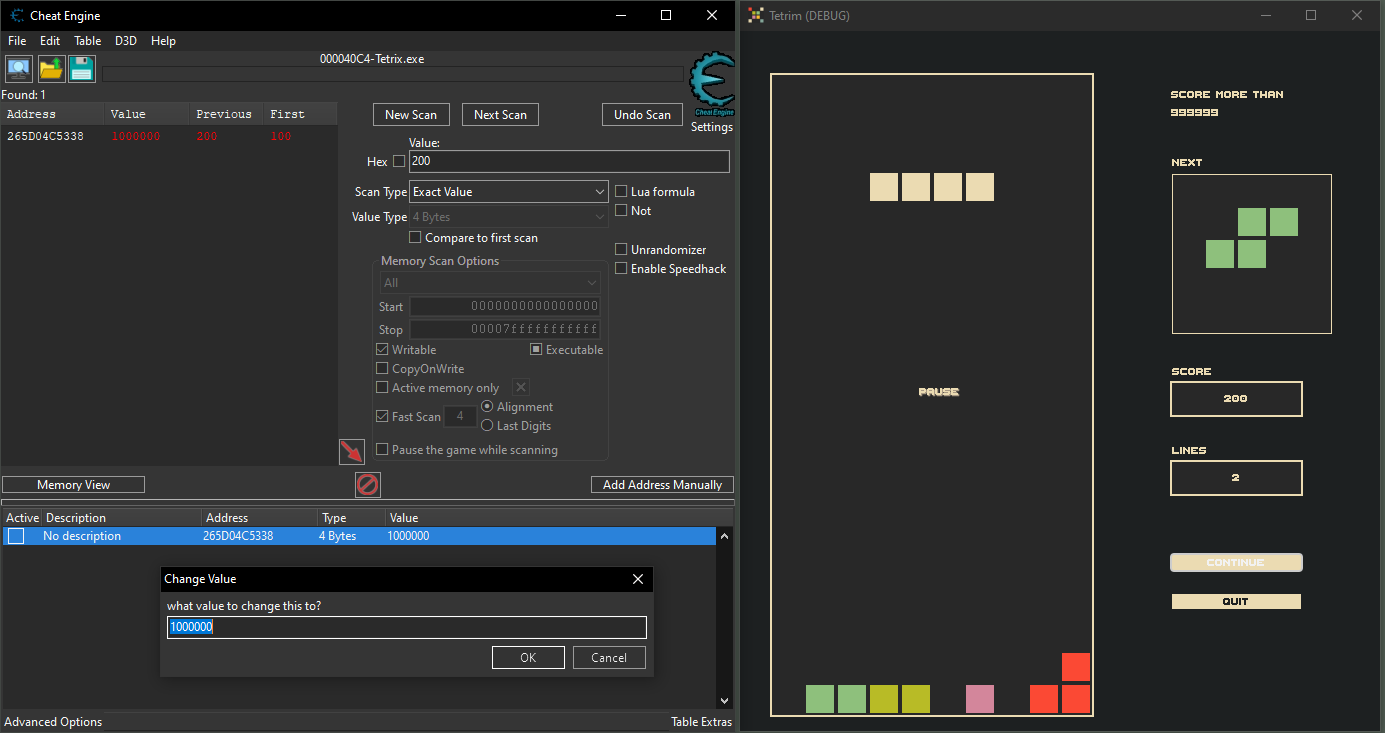 Cheat Engine
File Edit Table D3D Help
000040C4-Tetrix.exe
Found: 1
Address Value Previous First
265D04C5338 1000000 200 100
New Scan Next Scan Undo Scan
Cheat Engine
Settings
Value:
Hex 200
Scan Type Exact Value
Lua formula
Value Type 4 Bytes
Not
Compare to first scan
Unrandomizer
Memory Scan Options
Enable Speedhack
All
Start 0000000000000000
Stop 00007fffffffffff
Writable Executable
CopyOnWrite
Active memory only
Fast Scan 4 Alignment
Last Digits
Pause the game while scanning
Memory View Add Address Manually
Active Description Address Type Value
No description 265D04C5338 4 Bytes 1000000
Change Value
what value to change this to?
1000000
OK Cancel
Advanced Options Table Extras
Tetrim (DEBUG)
SCORE MORE THAN
999999
NEXT
PAUSE
SCORE
200
LINES
2
CONTINUE
QUIT